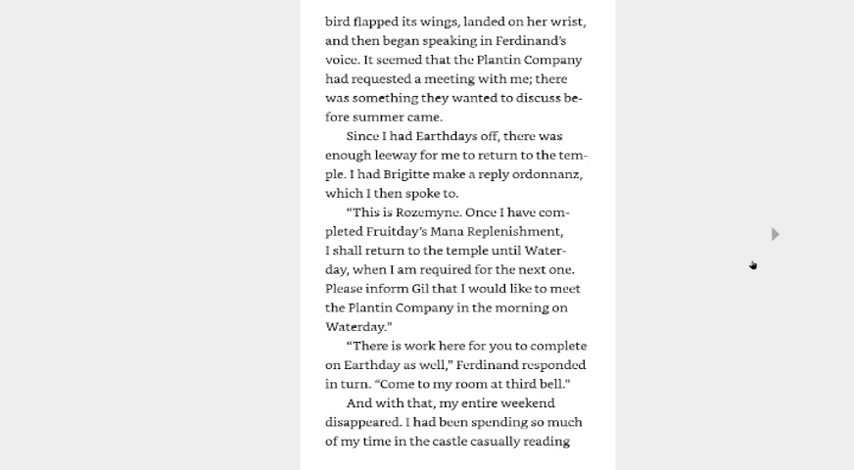 bird flapped its wings, landed on her wrist,
and then began speaking in Ferdinand’s
voice. It seemed that the Plantin Company
had requested a meeting with me; there
was something they wanted to discuss be-
fore summer came.
Since I had Earthdays off, there was
enough leeway for me to return to the tem-
ple. I had Brigitte make a reply ordonnanz,
which I then spoke to.
“This is Rozemyne. Once I have com-
pleted Fruitday’s Mana Replenishment,
I shall return to the temple until Water-
day, when I am required for the next one.
Please inform Gil that I would like to meet
the Plantin Company in the morning on
Waterday.”
“There is work here for you to complete
on Earthday as well,” Ferdinand responded
in turn. “Come to my room at third bell.”
And with that, my entire weekend
disappeared. I had been spending so much
of my time in the castle casually reading